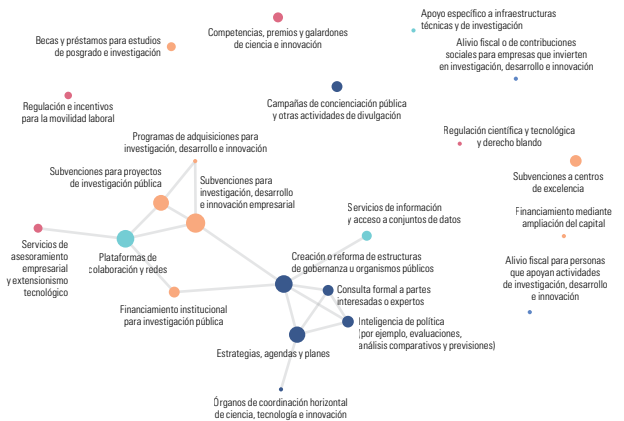 Apoyo específico a infraestructuras
técnicas y de investigación
Becas y préstamos para estudios
de posgrado e investigación
Competencias, premios y galardones
de ciencia e innovación
Alivio fiscal o de contribuciones
sociales para empresas que invierten
en investigación, desarrollo e innovación
Regulación e incentivos
para la movilidad laboral
Campañas de concienciación pública
y otras actividades de divulgación
Programas de adquisiciones para
investigación, desarrollo e innovación
Regulación científica y tecnológica
y derecho blando
Subvenciones para proyectos
de investigación pública
Subvenciones para
investigación, desarrollo
e innovación empresarial
Subvenciones a centros
de excelencia
Servicios de información
y acceso a conjuntos de datos
Financiamiento mediante
ampliación del capital
Servicios de
asesoramiento
empresarial
y extensionismo
tecnológico
Plataformas de
colaboración y redes
Creación o reforma de estructuras
de gobernanza u organismos públicos
Alivio fiscal para personas
que apoyan actividades
de investigación, desarrollo
e innovación
Consulta formal a partes
interesadas o expertos
Financiamiento institucional
para investigación pública
Inteligencia de política
(por ejemplo, evaluaciones,
análisis comparativos y previsiones)
Estrategias, agendas y planes
Órganos de coordinación horizontal
de ciencia, tecnología e innovación